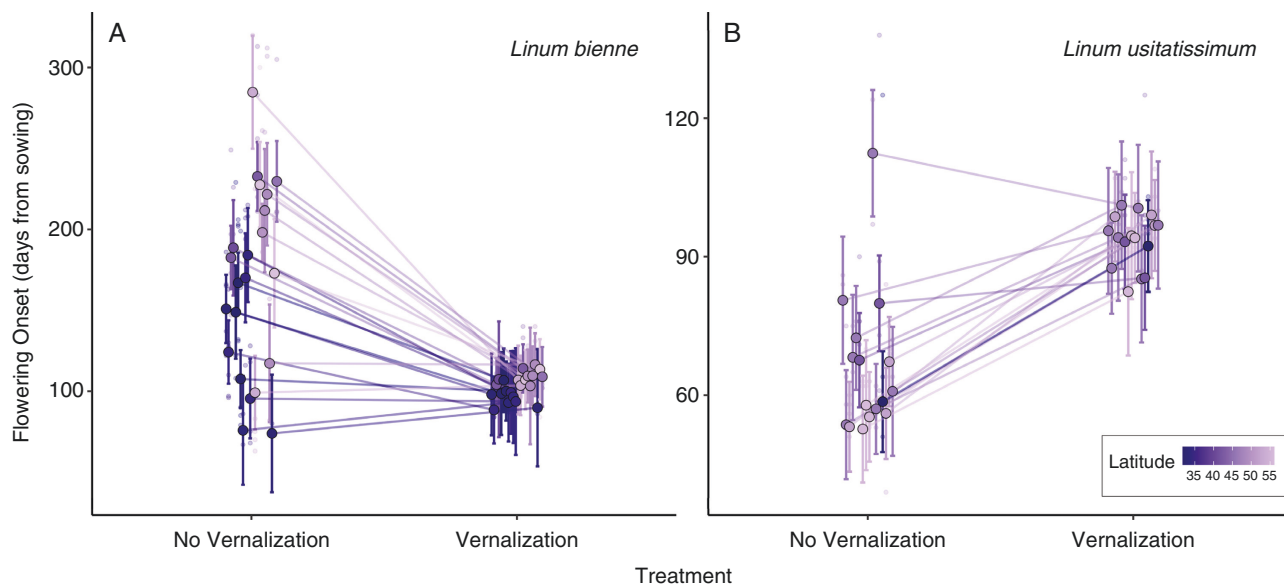 A
Linum bienne
B
Linum usitatissimum
Flowering Onset (days from sowing)
300
200
100
120
90
60
Latitude
35 40 45 50 55
No Vernalization
Vernalization
No Vernalization
Vernalization
Treatment